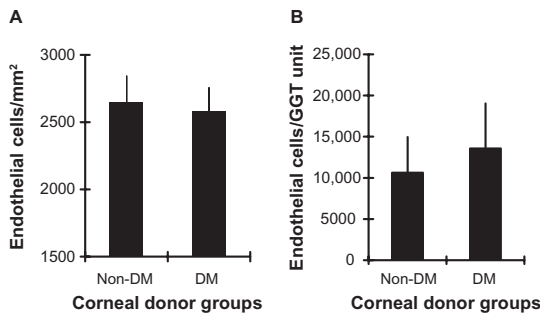 A
Endothelial cells/mm²
3000
2500
2000
1500
Non-DM DM
Corneal donor groups
B
Endothelial cells/GGT unit
25,000
20,000
15,000
10,000
5000
0
Non-DM DM
Corneal donor groups